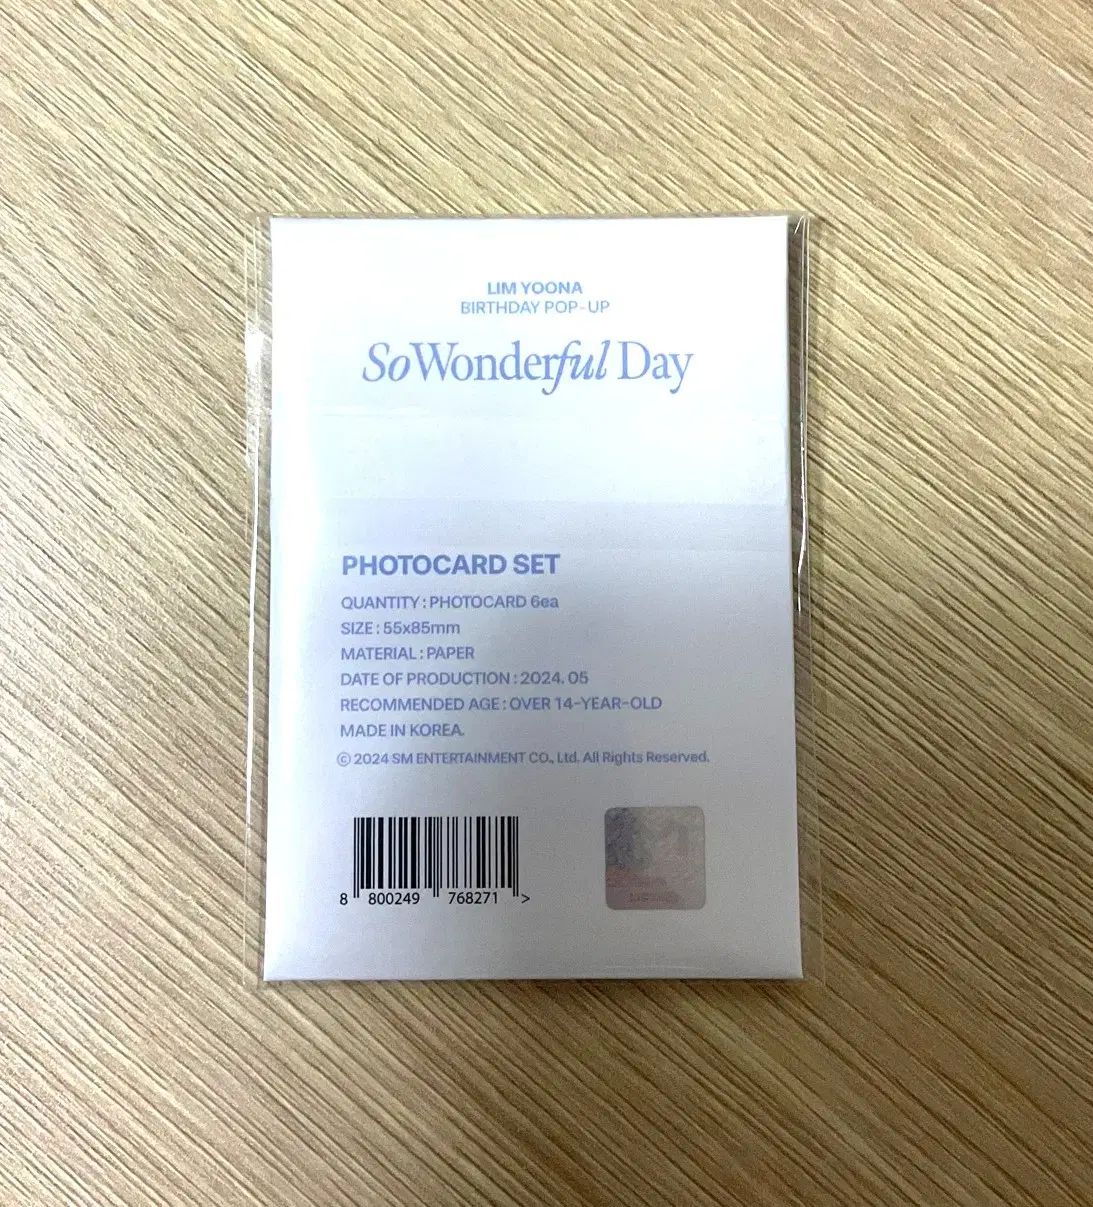 LIM YOONA
BIRTHDAY POP-UP
So Wonderful Day
PHOTOCARD SET
QUANTITY : PHOTOCARD 6ea
SIZE : 55x85mm
MATERIAL : PAPER
DATE OF PRODUCTION : 2024. 05
RECOMMENDED AGE : OVER 14-YEAR-OLD
MADE IN KOREA.
© 2024 SM ENTERTAINMENT CO., Ltd. All Rights Reserved.
8 800249 768271 >